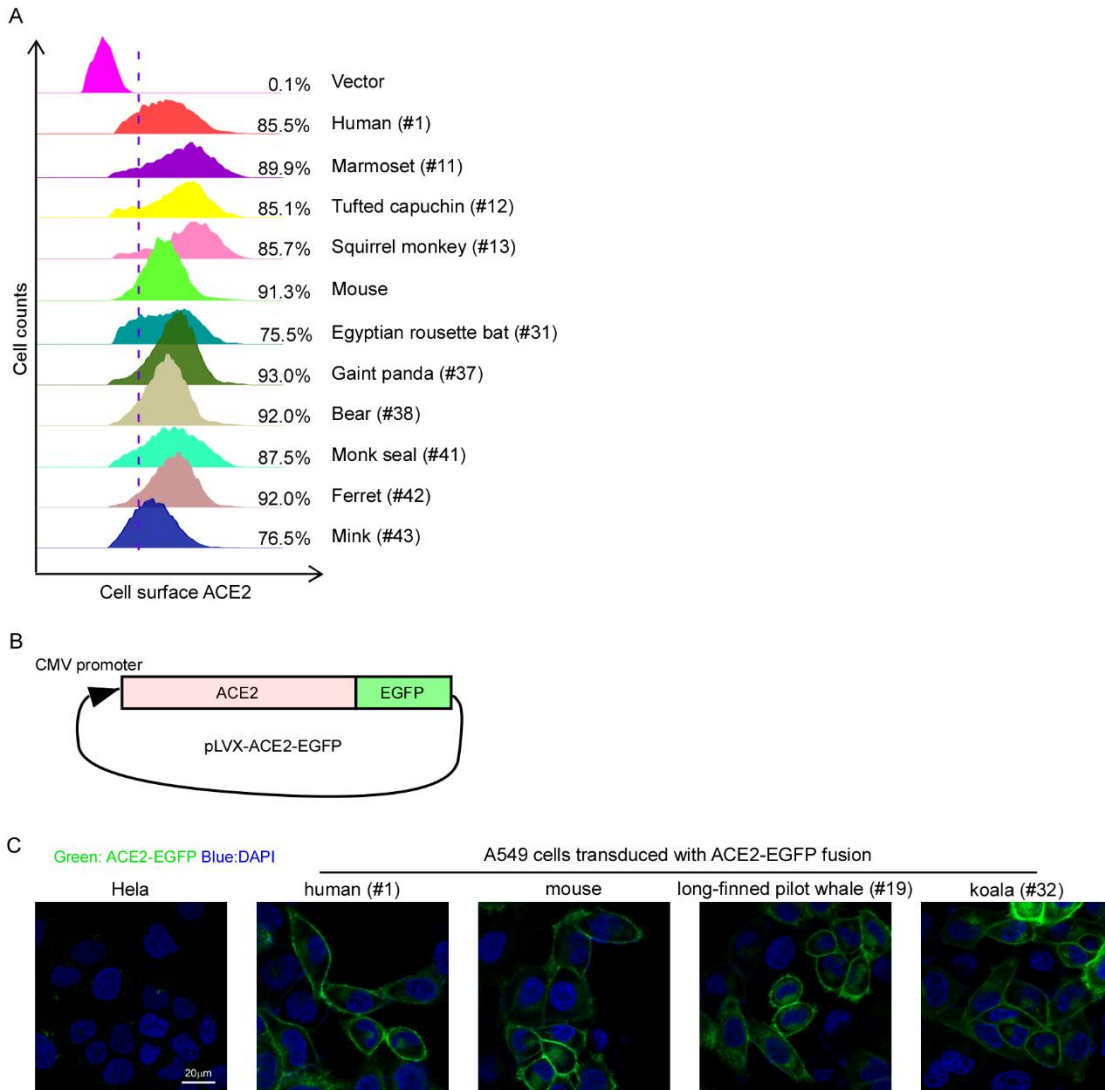 A
Cell counts
0.1% Vector
85.5% Human (#1)
89.9% Marmoset (#11)
85.1% Tufted capuchin (#12)
85.7% Squirrel monkey (#13)
91.3% Mouse
75.5% Egyptian rousette bat (#31)
93.0% Gaint panda (#37)
92.0% Bear (#38)
87.5% Monk seal (#41)
92.0% Ferret (#42)
76.5% Mink (#43)
Cell surface ACE2
B
CMV promoter
ACE2 EGFP
pLVX-ACE2-EGFP
C
Green: ACE2-EGFP Blue:DAPI
A549 cells transduced with ACE2-EGFP fusion
Hela human (#1) mouse long-finned pilot whale (#19) koala (#32)
20μm